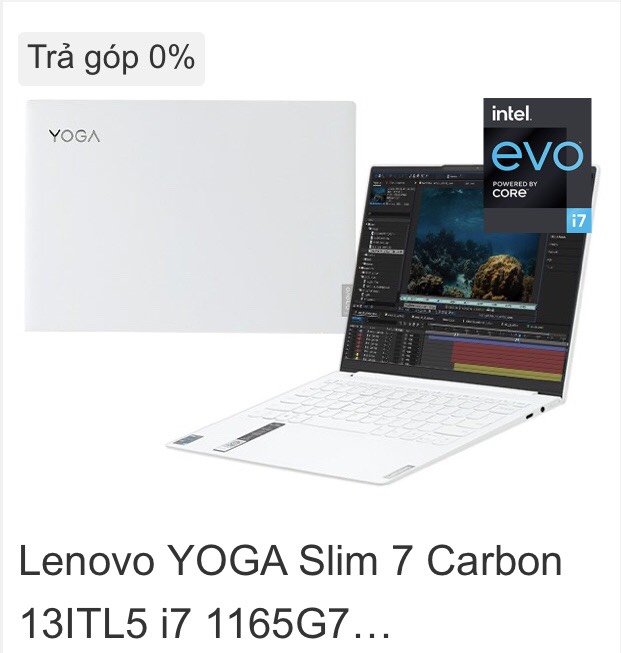 Trả góp 0%
YOGA
intel.
evo
POWERED BY
CORE
i7
Lenovo YOGA Slim 7 Carbon
13ITL5 i7 1165G7...